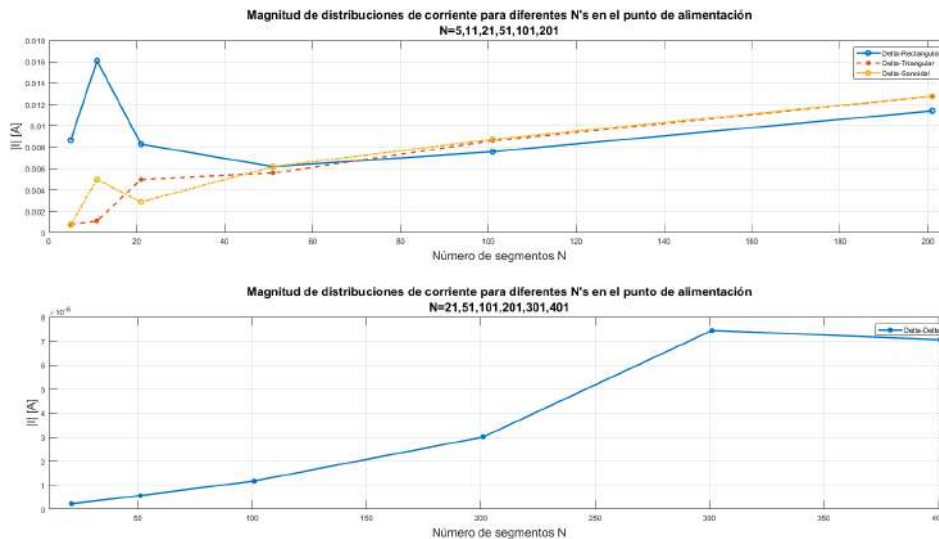 Magnitud de distribuciones de corriente para diferentes N's en el punto de alimentación
N=5,11,21,51,101,201
0.018
0.016
0.014
0.012
0.01
0.008
0.006
0.004
0.002
0
|I| [A]
Delta-Rectangular
Delta-Triangular
0 20 40 60 80 100 120 140 160 180 200
Número de segmentos N
Magnitud de distribuciones de corriente para diferentes N's en el punto de alimentación
N=21,51,101,201,301,401
8
7
6
5
4
3
2
1
0
|I| [A]
Delta-Delta
50 100 150 200 250 300 350 400
Número de segmentos N